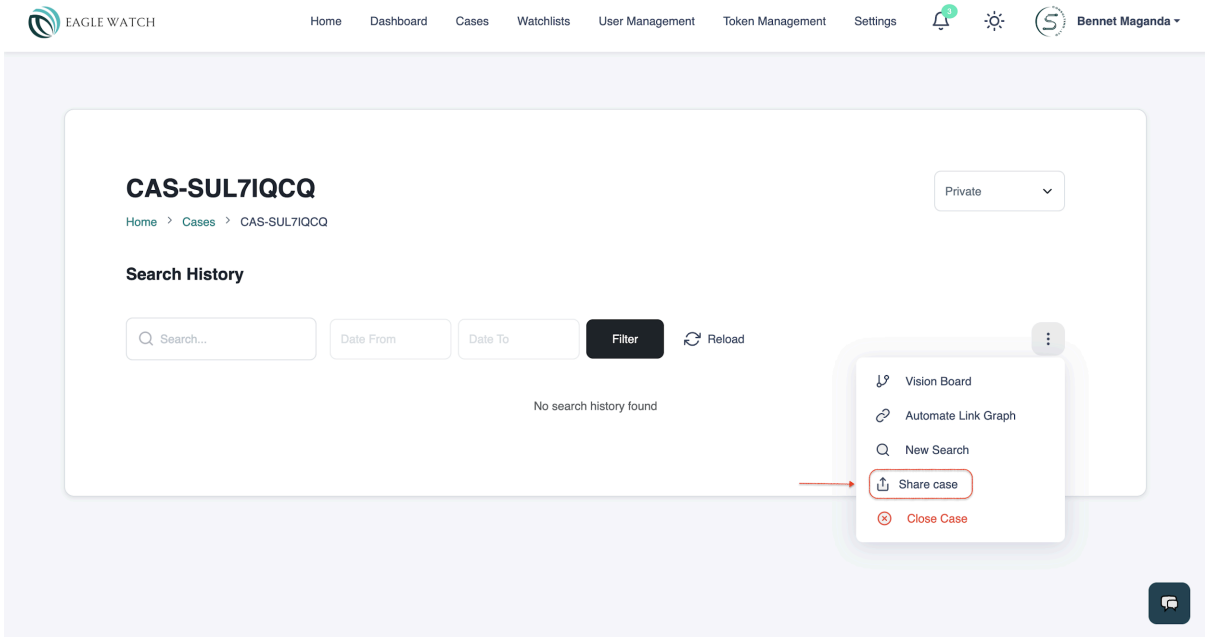 EAGLE WATCH Home Dashboard Cases Watchlists User Management Token Management Settings 3 Bennet Maganda
CAS-SUL7IQCQ
Private
Home > Cases > CAS-SUL7IQCQ
Search History
Search... Date From Date To Filter Reload
No search history found
Vision Board
Automate Link Graph
New Search
Share case
Close Case